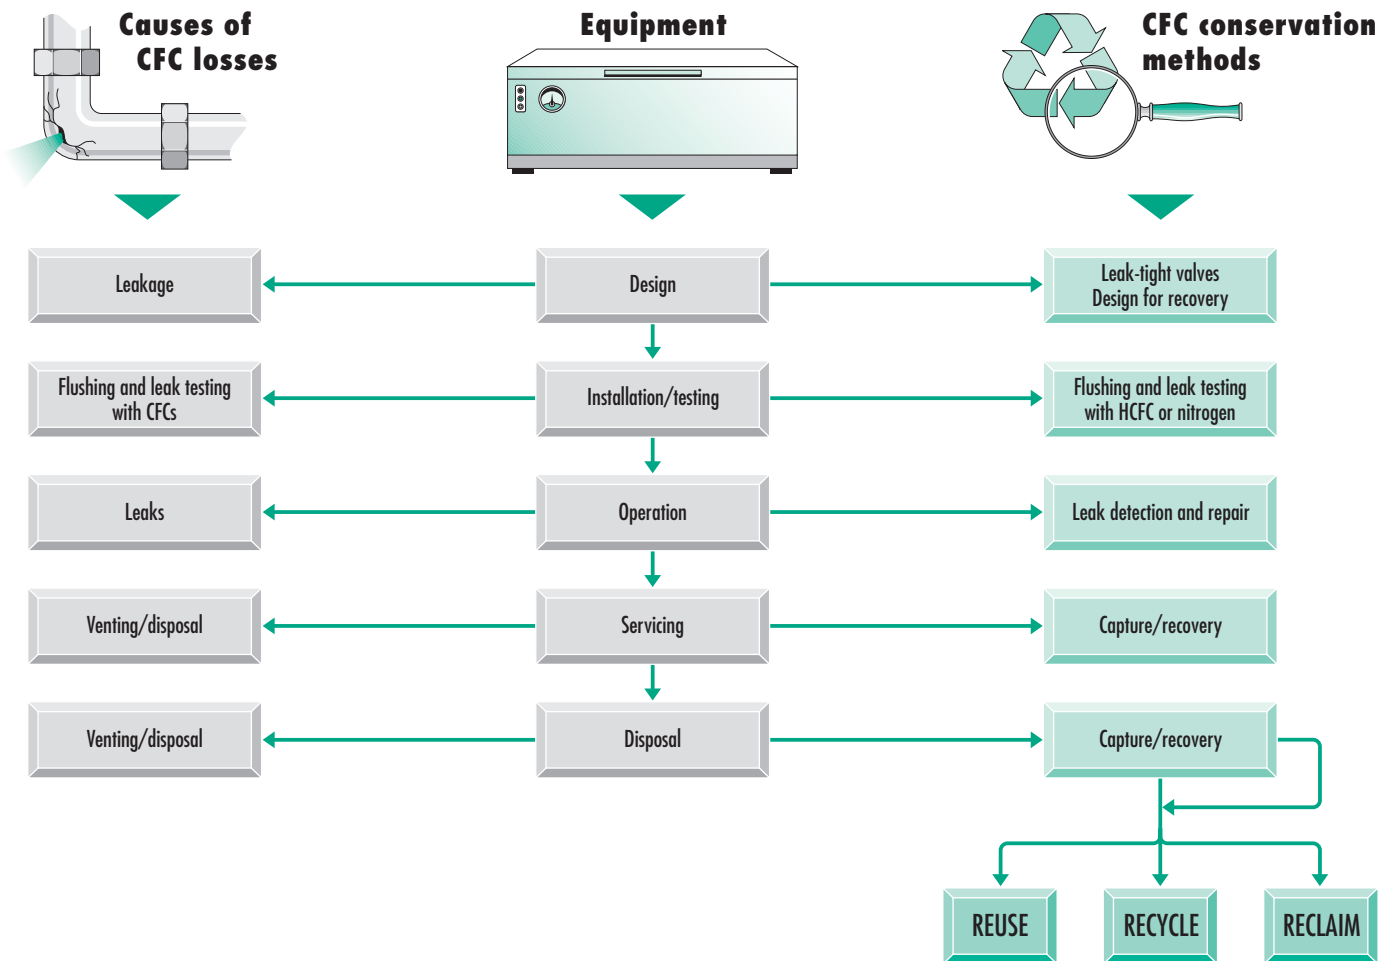 Causes of
CFC losses
Equipment
CFC conservation
methods
Leakage
Design
Leak-tight valves
Design for recovery
Flushing and leak testing
with CFCs
Installation/testing
Flushing and leak testing
with HCFC or nitrogen
Leaks
Operation
Leak detection and repair
Venting/disposal
Servicing
Capture/recovery
Venting/disposal
Disposal
Capture/recovery
REUSE
RECYCLE
RECLAIM